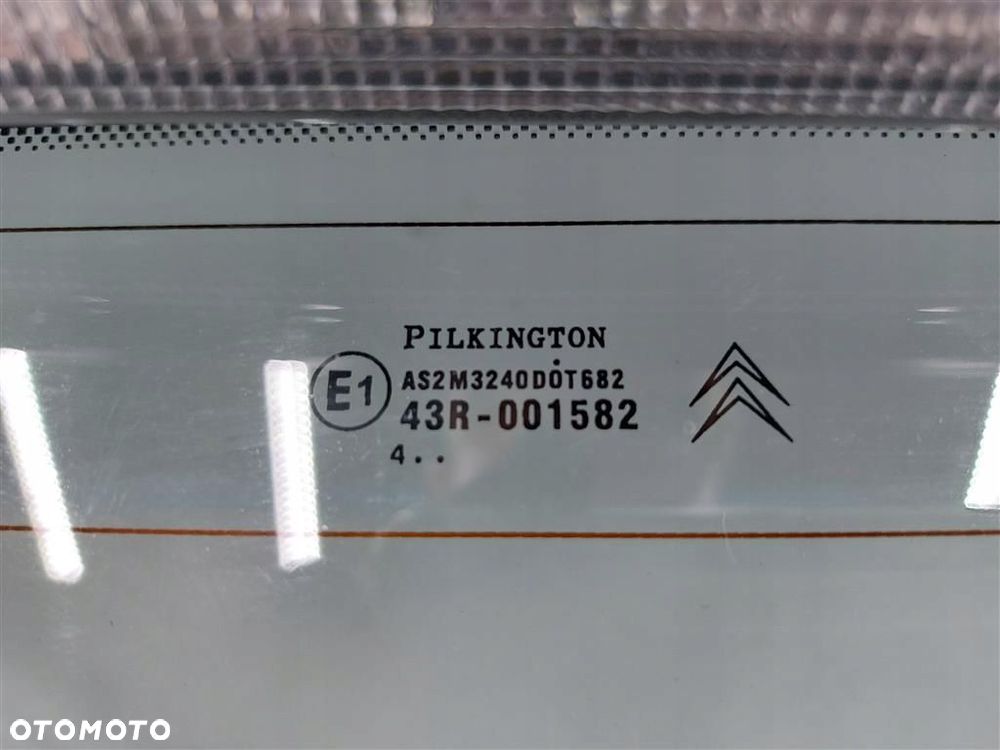 PILKINGTON
E1
AS2M3240DOT682
43R-001582
4..
OTOMOTO